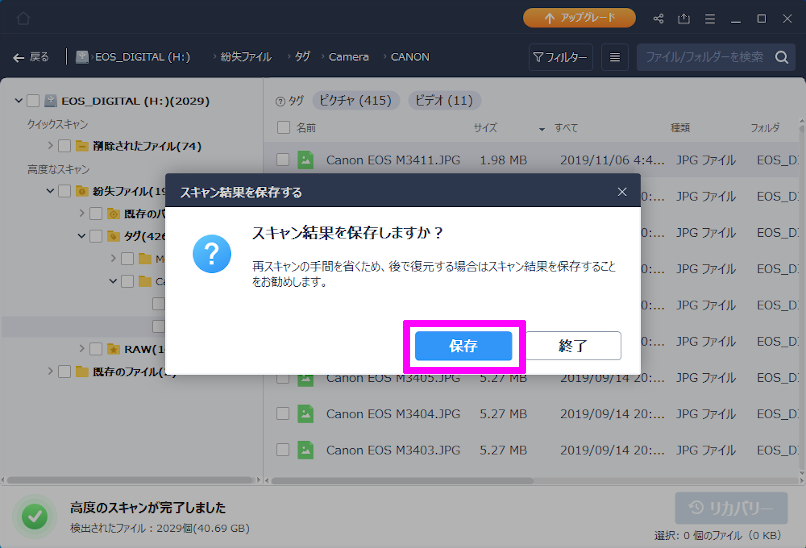 アップグレード
戻る
EOS_DIGITAL (H:) › 紛失ファイル › タグ › Camera › CANON
フィルター
ファイル/フォルダーを検索
EOS_DIGITAL (H:)(2029)
クイックスキャン
削除されたファイル(74)
高度なスキャン
紛失ファイル(19
既存のパ
タグ(426
RAW(1
既存のファイル(
タグ ピクチャ (415) ビデオ (11)
名前 サイズ すべて 種類 フォルダ
Canon EOS M3411.JPG 1.98 MB 2019/11/06 4:4... JPG ファイル EOS_DI
0:... JPG ファイル EOS_DI
0:... JPG ファイル EOS_DI
0:... JPG ファイル EOS_DI
0:... JPG ファイル EOS_DI
0:... JPG ファイル EOS_DI
スキャン結果を保存する
スキャン結果を保存しますか？
再スキャンの手間を省くため、後で復元する場合はスキャン結果を保存すること
をお勧めします。
保存 終了
Canon EOS M3405.JPG 5.27 MB 2019/09/14 20:... JPG ファイル EOS_DI
Canon EOS M3404.JPG 5.27 MB 2019/09/14 20:... JPG ファイル EOS_DI
Canon EOS M3403.JPG 5.27 MB 2019/09/14 20:... JPG ファイル EOS_DI
高度のスキャンが完了しました
検出されたファイル：2029個(40.69 GB)
リカバリー
選択: 0 個のファイル（0 KB）